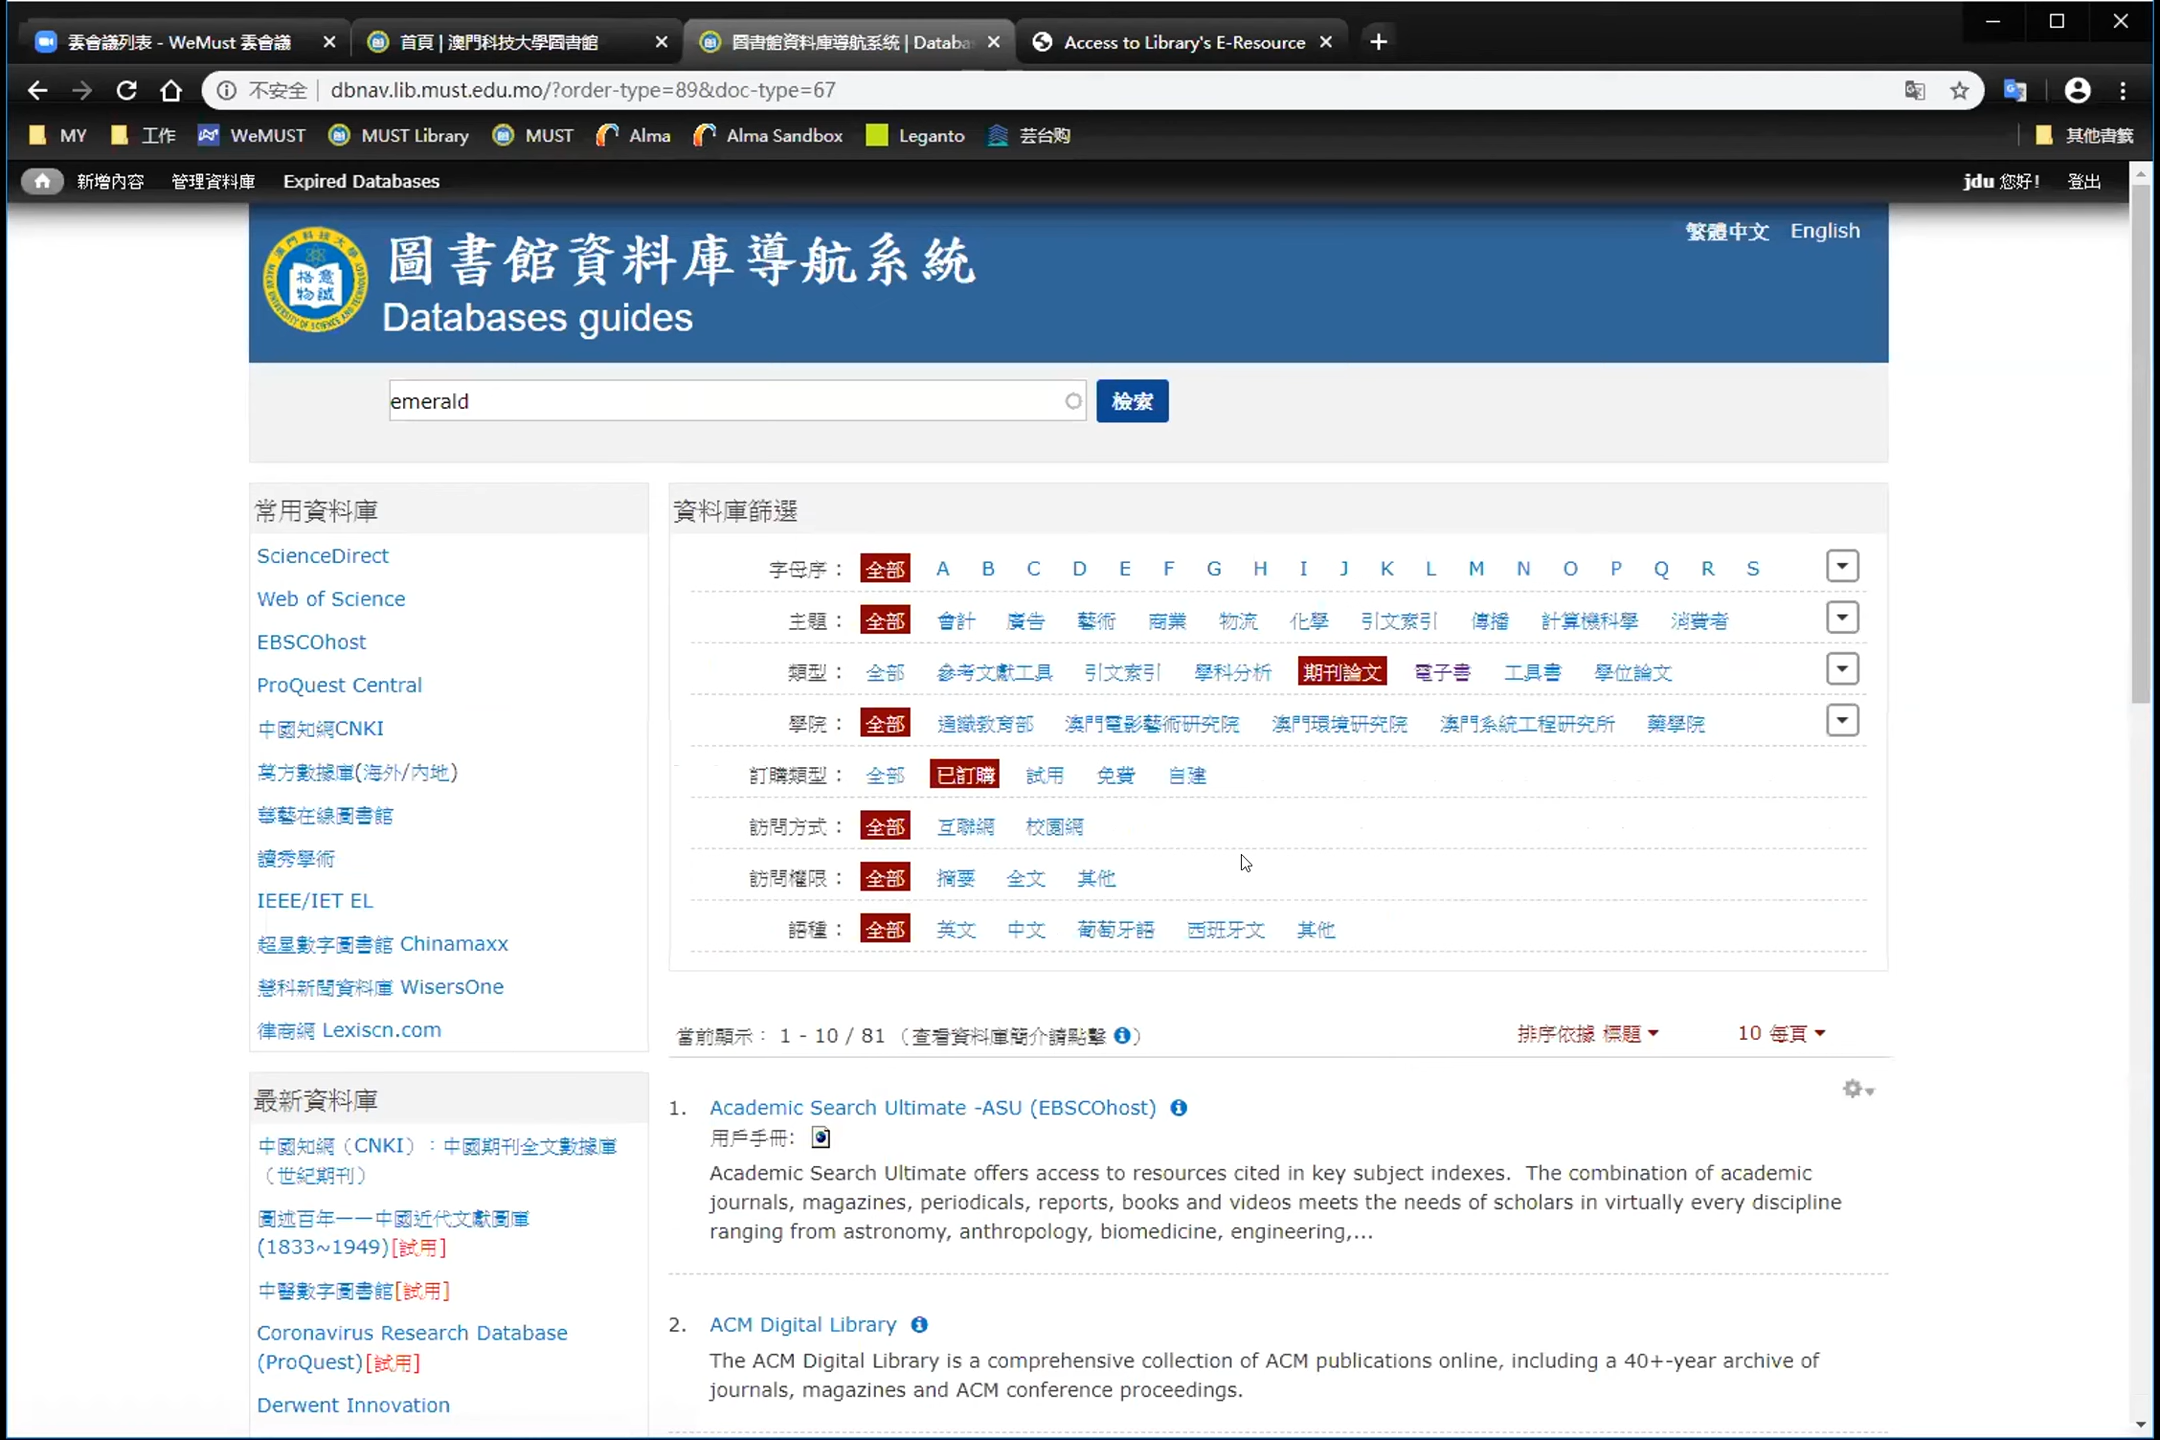 雲會議列表 - WeMust 雲會議
首頁 | 澳門科技大學圖書館
圖書館資料庫導航系統 | Databa
Access to Library's E-Resource
不安全 | dbnav.lib.must.edu.mo/?order-type=89&doc-type=67
MY 工作 WeMUST MUST Library MUST Alma Alma Sandbox Leganto 芸台购 其他書籤
新增內容 管理資料庫 Expired Databases jdu 您好! 登出
繁體中文 English
圖書館資料庫導航系統
Databases guides
emerald 檢索
常用資料庫
ScienceDirect
Web of Science
EBSCOhost
ProQuest Central
中國知網CNKI
萬方數據庫(海外/內地)
華藝在線圖書館
讀秀學術
IEEE/IET EL
超星數字圖書館 Chinamaxx
慧科新聞資料庫 WisersOne
律商網 Lexiscn.com
最新資料庫
中國知網（CNKI）：中國期刊全文數據庫
（世紀期刊）
圖述百年——中國近代文獻圖庫
(1833~1949)[試用]
中醫數字圖書館[試用]
Coronavirus Research Database
(ProQuest)[試用]
Derwent Innovation
資料庫篩選
字母序： 全部 A B C D E F G H I J K L M N O P Q R S
主題： 全部 會計 廣告 藝術 商業 物流 化學 引文索引 傳播 計算機科學 消費者
類型： 全部 參考文獻工具 引文索引 學科分析 期刊論文 電子書 工具書 學位論文
學院： 全部 通識教育部 澳門電影藝術研究院 澳門環境研究院 澳門系統工程研究所 藥學院
訂購類型： 全部 已訂購 試用 免費 自建
訪問方式： 全部 互聯網 校園網
訪問權限： 全部 摘要 全文 其他
語種： 全部 英文 中文 葡萄牙語 西班牙文 其他
當前顯示： 1 - 10 / 81 （查看資料庫簡介請點擊 ） 排序依據 標題 10 每頁
1. Academic Search Ultimate -ASU (EBSCOhost)
用戶手冊:
Academic Search Ultimate offers access to resources cited in key subject indexes. The combination of academic
journals, magazines, periodicals, reports, books and videos meets the needs of scholars in virtually every discipline
ranging from astronomy, anthropology, biomedicine, engineering,...
2. ACM Digital Library
The ACM Digital Library is a comprehensive collection of ACM publications online, including a 40+-year archive of
journals, magazines and ACM conference proceedings.